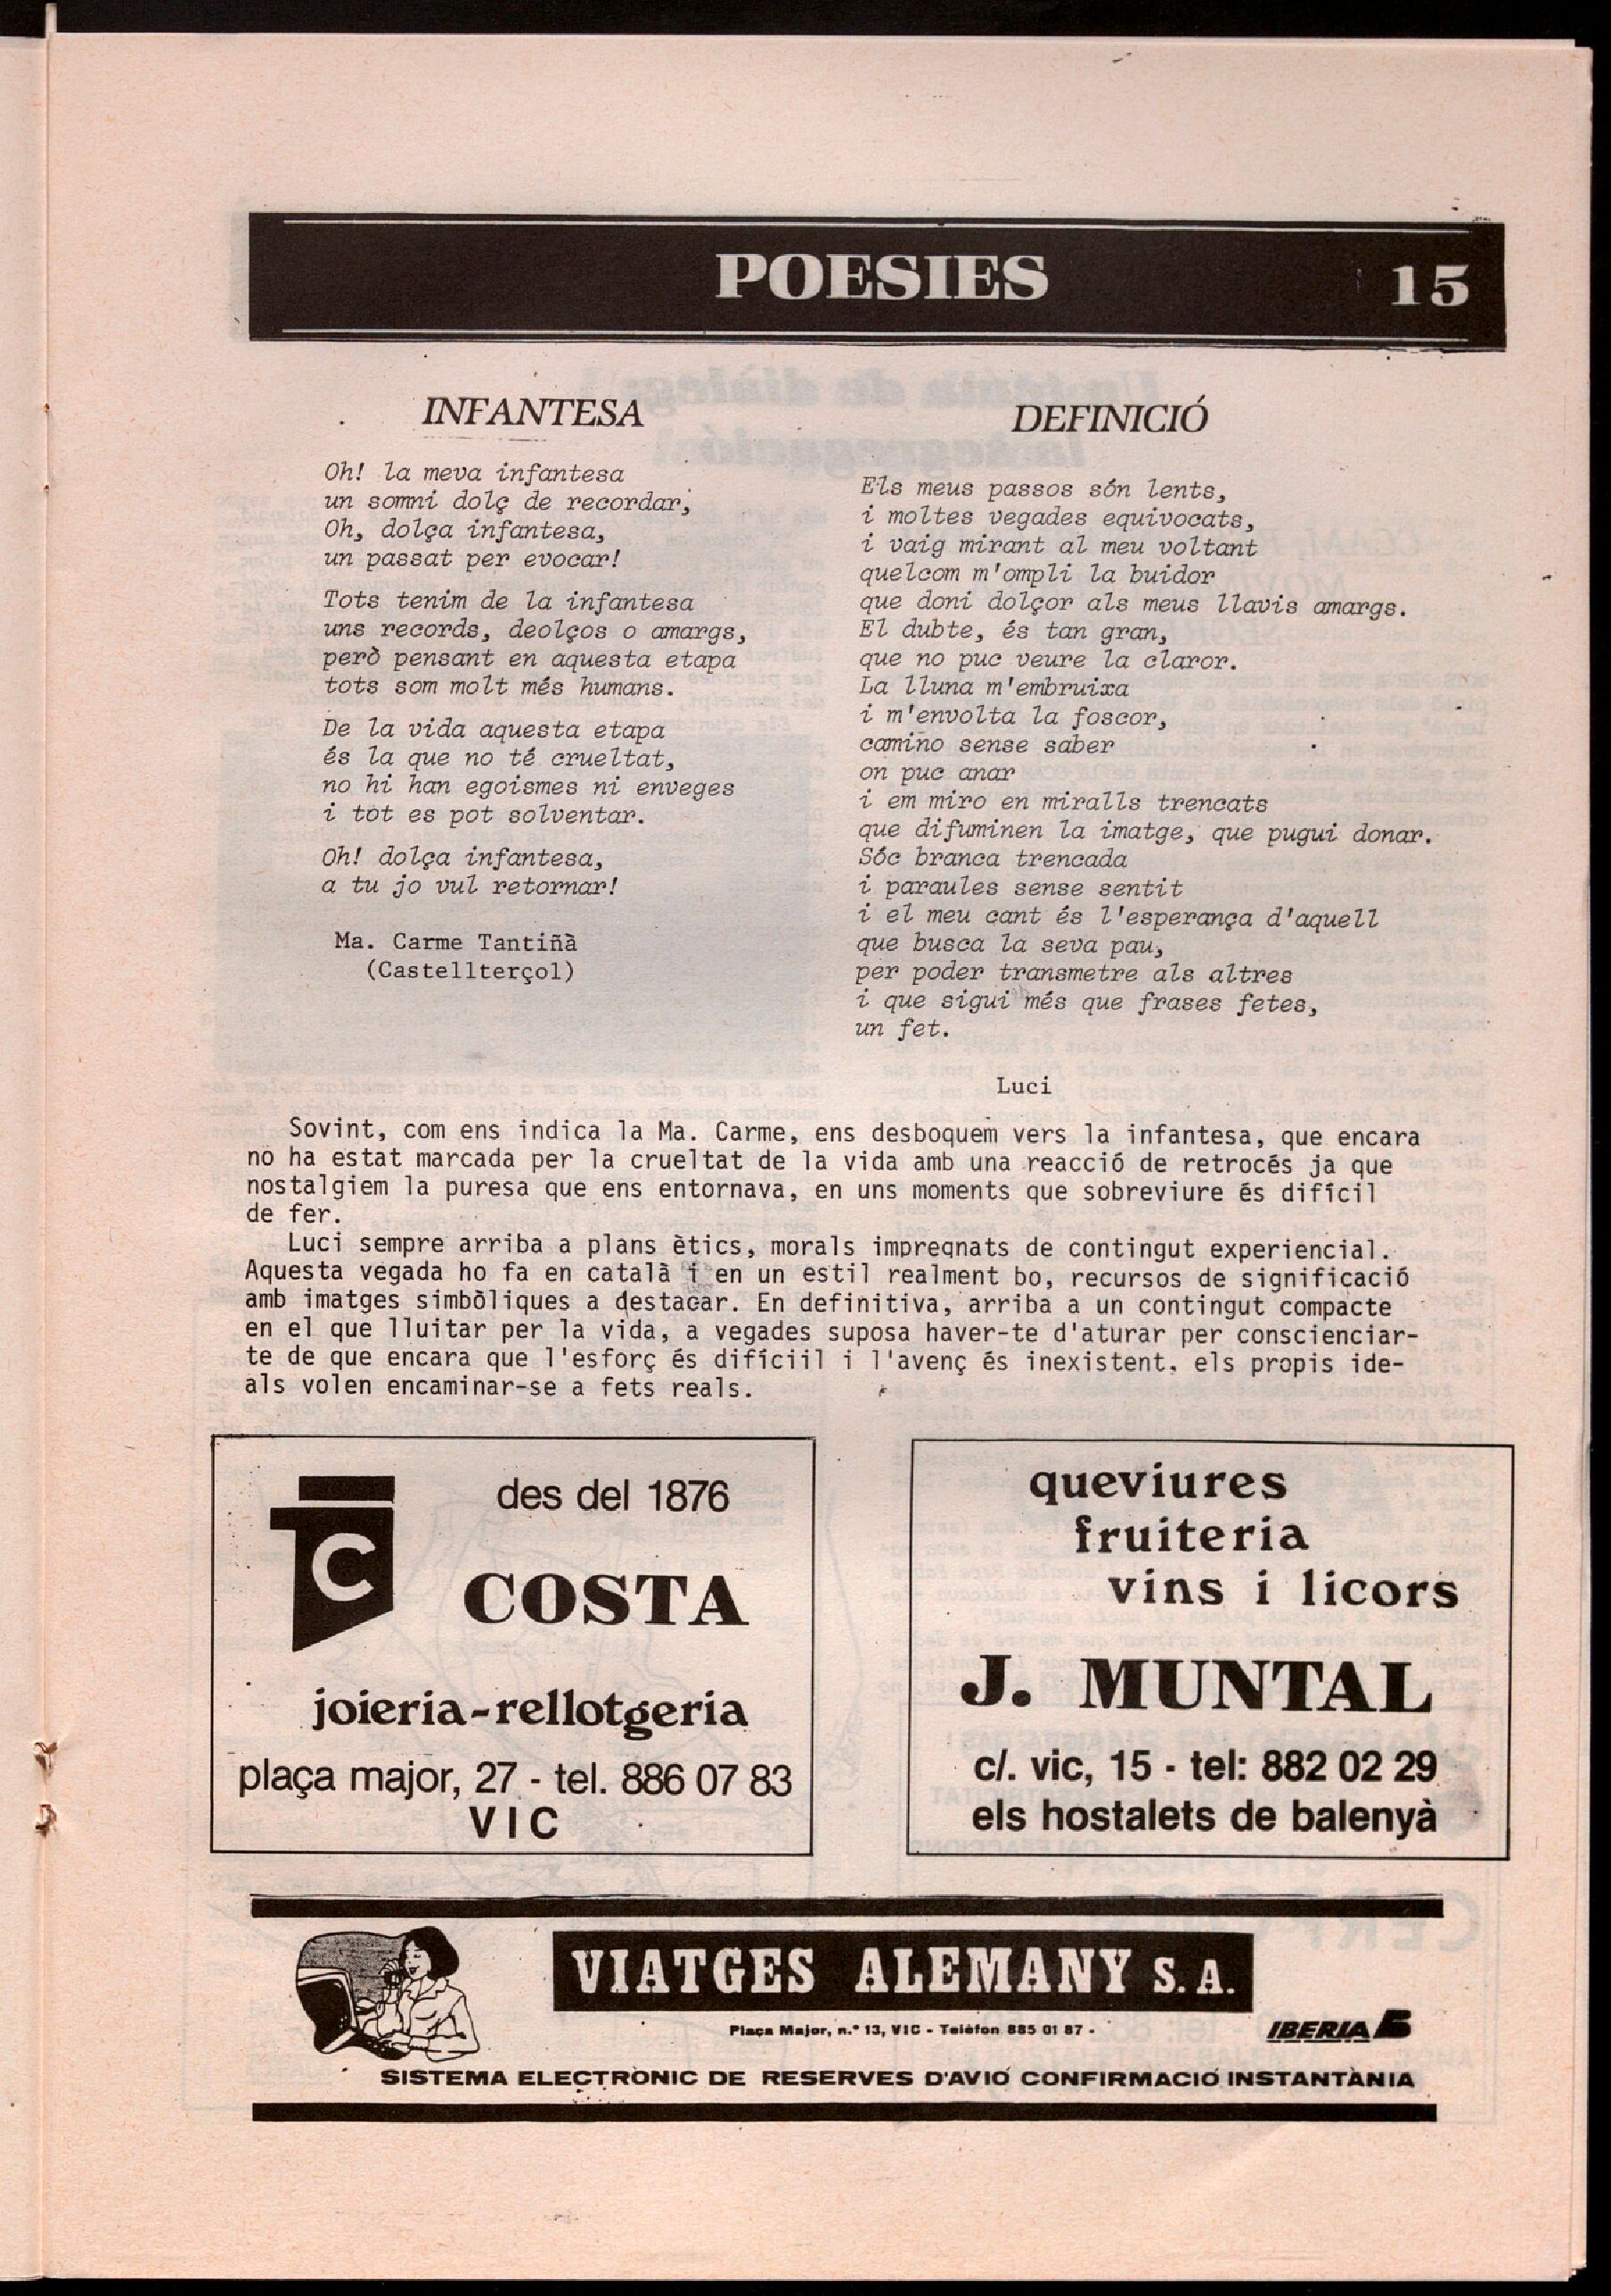 POESIES 15
INFANTESA
Oh! la meva infantesa
un somni dolç de recordar,
Oh, dolça infantesa,
un passat per evocar!
Tots tenim de la infantesa
uns records, deolços o amargs,
però pensant en aquesta etapa
tots som molt més humans.
De la vida aquesta etapa
és la que no té crueltat,
no hi han egoismes ni enveges
i tot es pot solventar.
Oh! dolça infantesa,
a tu jo vul retornar!
Ma. Carme Tantiñà
(Castellterçol)
DEFINICIÓ
Els meus passos són lents,
i moltes vegades equivocats,
i vaig mirant al meu voltant
quelcom m'ompli la buidor
que doni dolçor als meus llavis amargs.
El dubte, és tan gran,
que no puc veure la claror.
La lluna m'embruixa
i m'envolta la foscor,
camino sense saber
on puc anar
i em miro en miralls trencats
que difuminen la imatge, que pugui donar.
Sóc branca trencada
i paraules sense sentit
i el meu cant és l'esperança d'aquell
que busca la seva pau,
per poder transmetre als altres
i que sigui més que frases fetes,
un fet.
Luci
Sovint, com ens indica la Ma. Carme, ens desboquem vers la infantesa, que encara
no ha estat marcada per la crueltat de la vida amb una reacció de retrocés ja que
nostalgiem la puresa que ens entornava, en uns moments que sobreviure és difícil
de fer.
Luci sempre arriba a plans ètics, morals impregnats de contingut experiencial.
Aquesta vegada ho fa en català i en un estil realment bo, recursos de significació
amb imatges simbòliques a destacar. En definitiva, arriba a un contingut compacte
en el que lluitar per la vida, a vegades suposa haver-te d'aturar per conscienciar-
te de que encara que l'esforç és difíciil i l'avenç és inexistent, els propis ide-
als volen encaminar-se a fets reals.
C
des del 1876
COSTA
joieria-rellotgeria
plaça major, 27 - tel. 886 07 83
VIC
queviures
fruiteria
vins i licors
J. MUNTAL
c/. vic, 15 - tel: 882 02 29
els hostalets de balenyà
VIATGES ALEMANY S.A.
Plaça Major, n.º 13, VIC - Telèfon 885 01 87 -
IBERIA
SISTEMA ELECTRÒNIC DE RESERVES D'AVIÓ CONFIRMACIÓ INSTANTÀNIA